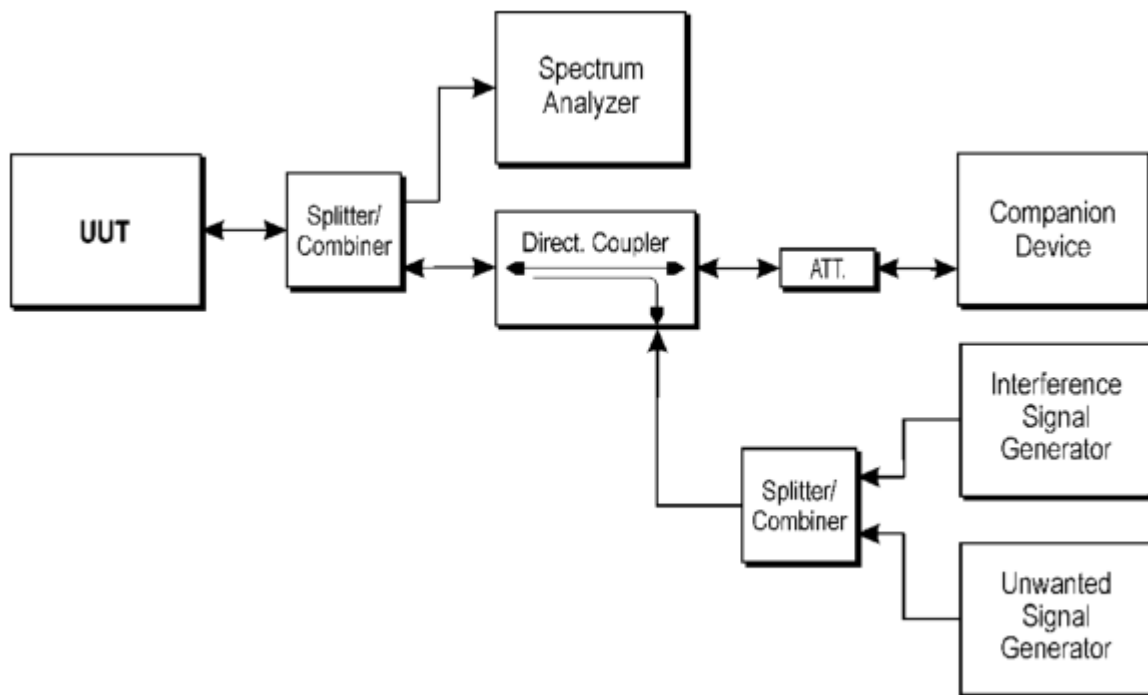 Spectrum
Analyzer
UUT
Splitter/
Combiner
Direct. Coupler
ATT.
Companion
Device
Interference
Signal
Generator
Splitter/
Combiner
Unwanted
Signal
Generator